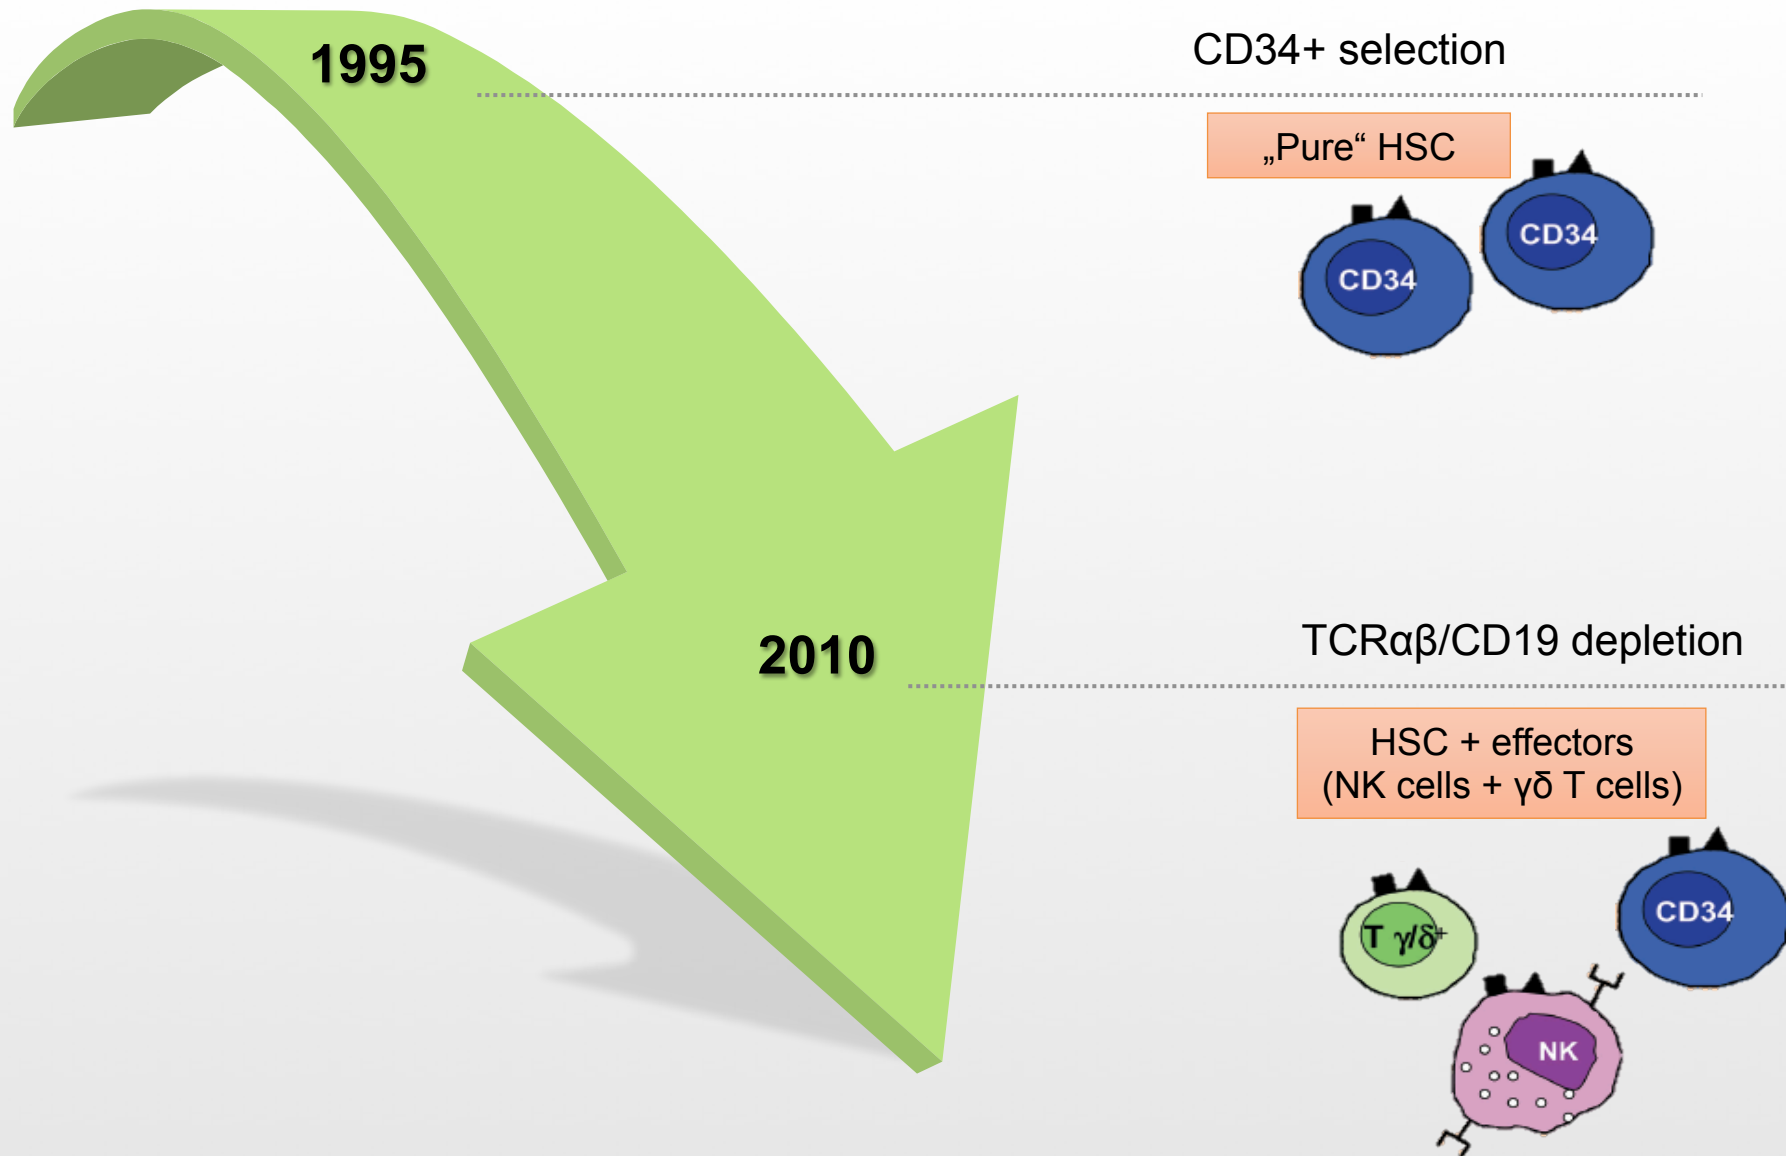 1995
CD34+ selection
„Pure“ HSC
CD34
CD34
2010
TCRαβ/CD19 depletion
HSC + effectors
(NK cells + γδ T cells)
CD34
T γ/δ+
NK